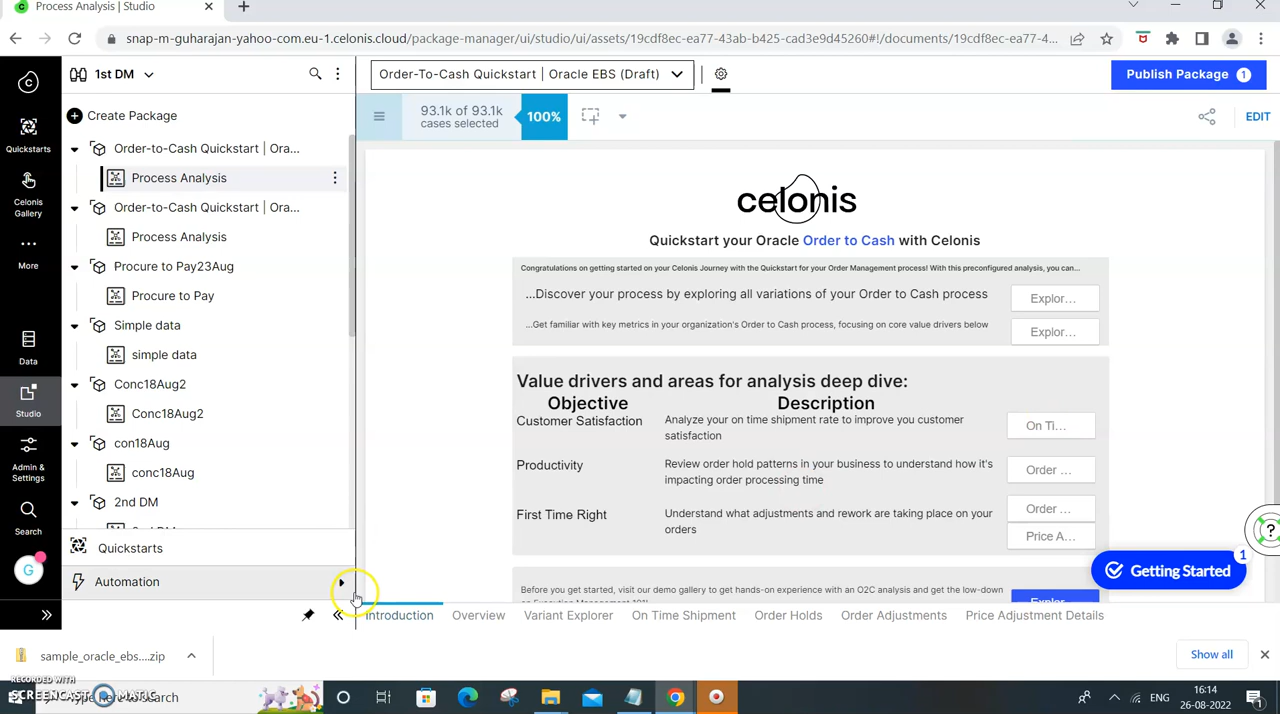 Process Analysis | Studio
snap-m-guharajan-yahoo-com.eu-1.celonis.cloud/package-manager/ui/studio/ui/assets/19cdf8ec-ea77-43ab-b425-cad3e9d45260#!/documents/19cdf8ec-ea77-4...
1st DM
Order-To-Cash Quickstart | Oracle EBS (Draft)
Publish Package 1
Create Package
93.1k of 93.1k
cases selected
100%
EDIT
Quickstarts
Celonis
Gallery
More
Data
Studio
Admin &
Settings
Search
G
Order-to-Cash Quickstart | Ora...
Process Analysis
Order-to-Cash Quickstart | Ora...
Process Analysis
Procure to Pay23Aug
Procure to Pay
Simple data
simple data
Conc18Aug2
Conc18Aug2
con18Aug
conc18Aug
2nd DM
Quickstarts
Automation
celonis
Quickstart your Oracle Order to Cash with Celonis
Congratulations on getting started on your Celonis Journey with the Quickstart for your Order Management process! With this preconfigured analysis, you can...
...Discover your process by exploring all variations of your Order to Cash process
Explor...
...Get familiar with key metrics in your organization's Order to Cash process, focusing on core value drivers below
Explor...
Value drivers and areas for analysis deep dive:
Objective Description
Customer Satisfaction
Analyze your on time shipment rate to improve you customer
satisfaction
On Ti...
Productivity
Review order hold patterns in your business to understand how it's
impacting order processing time
Order ...
First Time Right
Understand what adjustments and rework are taking place on your
orders
Order ...
Price A...
Before you get started, visit our demo gallery to get hands-on experience with an O2C analysis and get the low-down
Explor...
Getting Started
1
Introduction Overview Variant Explorer On Time Shipment Order Holds Order Adjustments Price Adjustment Details
sample_oracle_ebs....zip
Show all
RECORDED WITH
SCREENCAST MATIC
here to search
ENG
16:14
26-08-2022
1